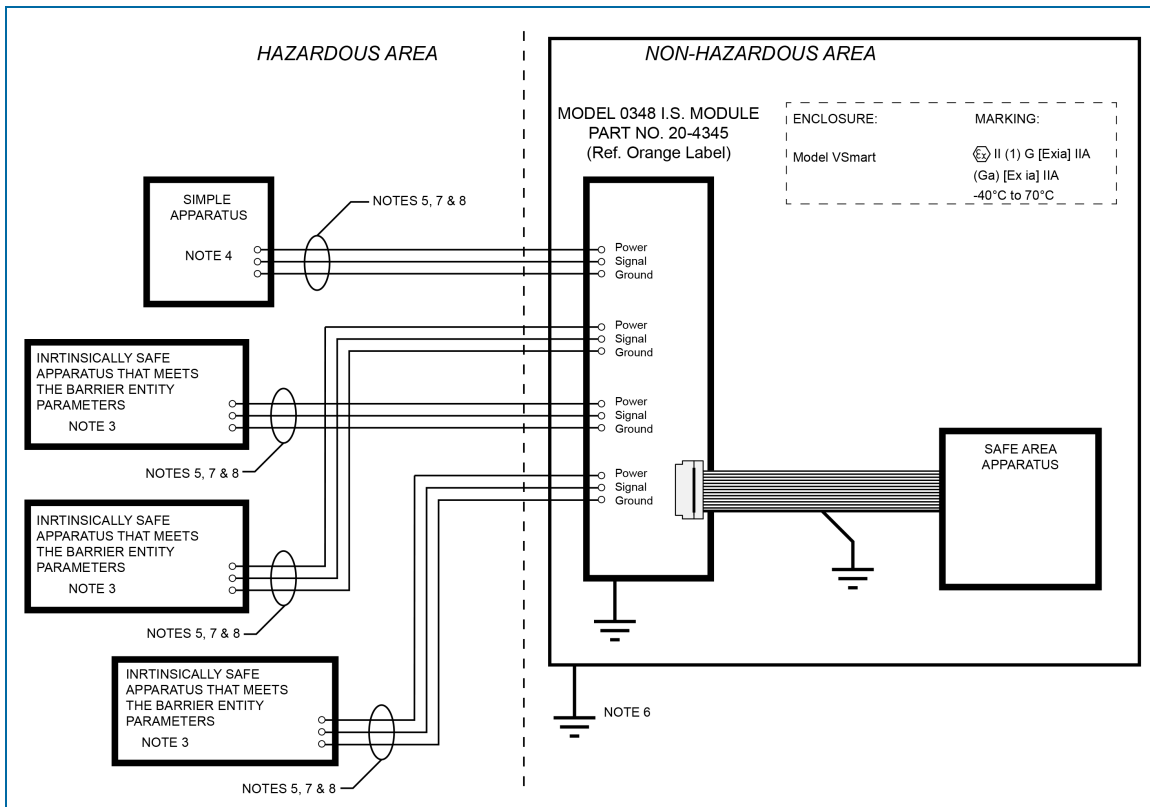 HAZARDOUS AREA
NON-HAZARDOUS AREA
MODEL 0348 I.S. MODULE
PART NO. 20-4345
(Ref. Orange Label)
ENCLOSURE:
MARKING:
Model VSmart
Ex II (1) G [Exia] IIA
(Ga) [Ex ia] IIA
-40°C to 70°C
SIMPLE
APPARATUS
NOTE 4
NOTES 5, 7 & 8
Power
Signal
Ground
Power
Signal
Ground
INRTINSICALLY SAFE
APPARATUS THAT MEETS
THE BARRIER ENTITY
PARAMETERS
NOTE 3
NOTES 5, 7 & 8
Power
Signal
Ground
Power
Signal
Ground
SAFE AREA
APPARATUS
INRTINSICALLY SAFE
APPARATUS THAT MEETS
THE BARRIER ENTITY
PARAMETERS
NOTE 3
NOTES 5, 7 & 8
INRTINSICALLY SAFE
APPARATUS THAT MEETS
THE BARRIER ENTITY
PARAMETERS
NOTE 3
NOTES 5, 7 & 8
NOTE 6